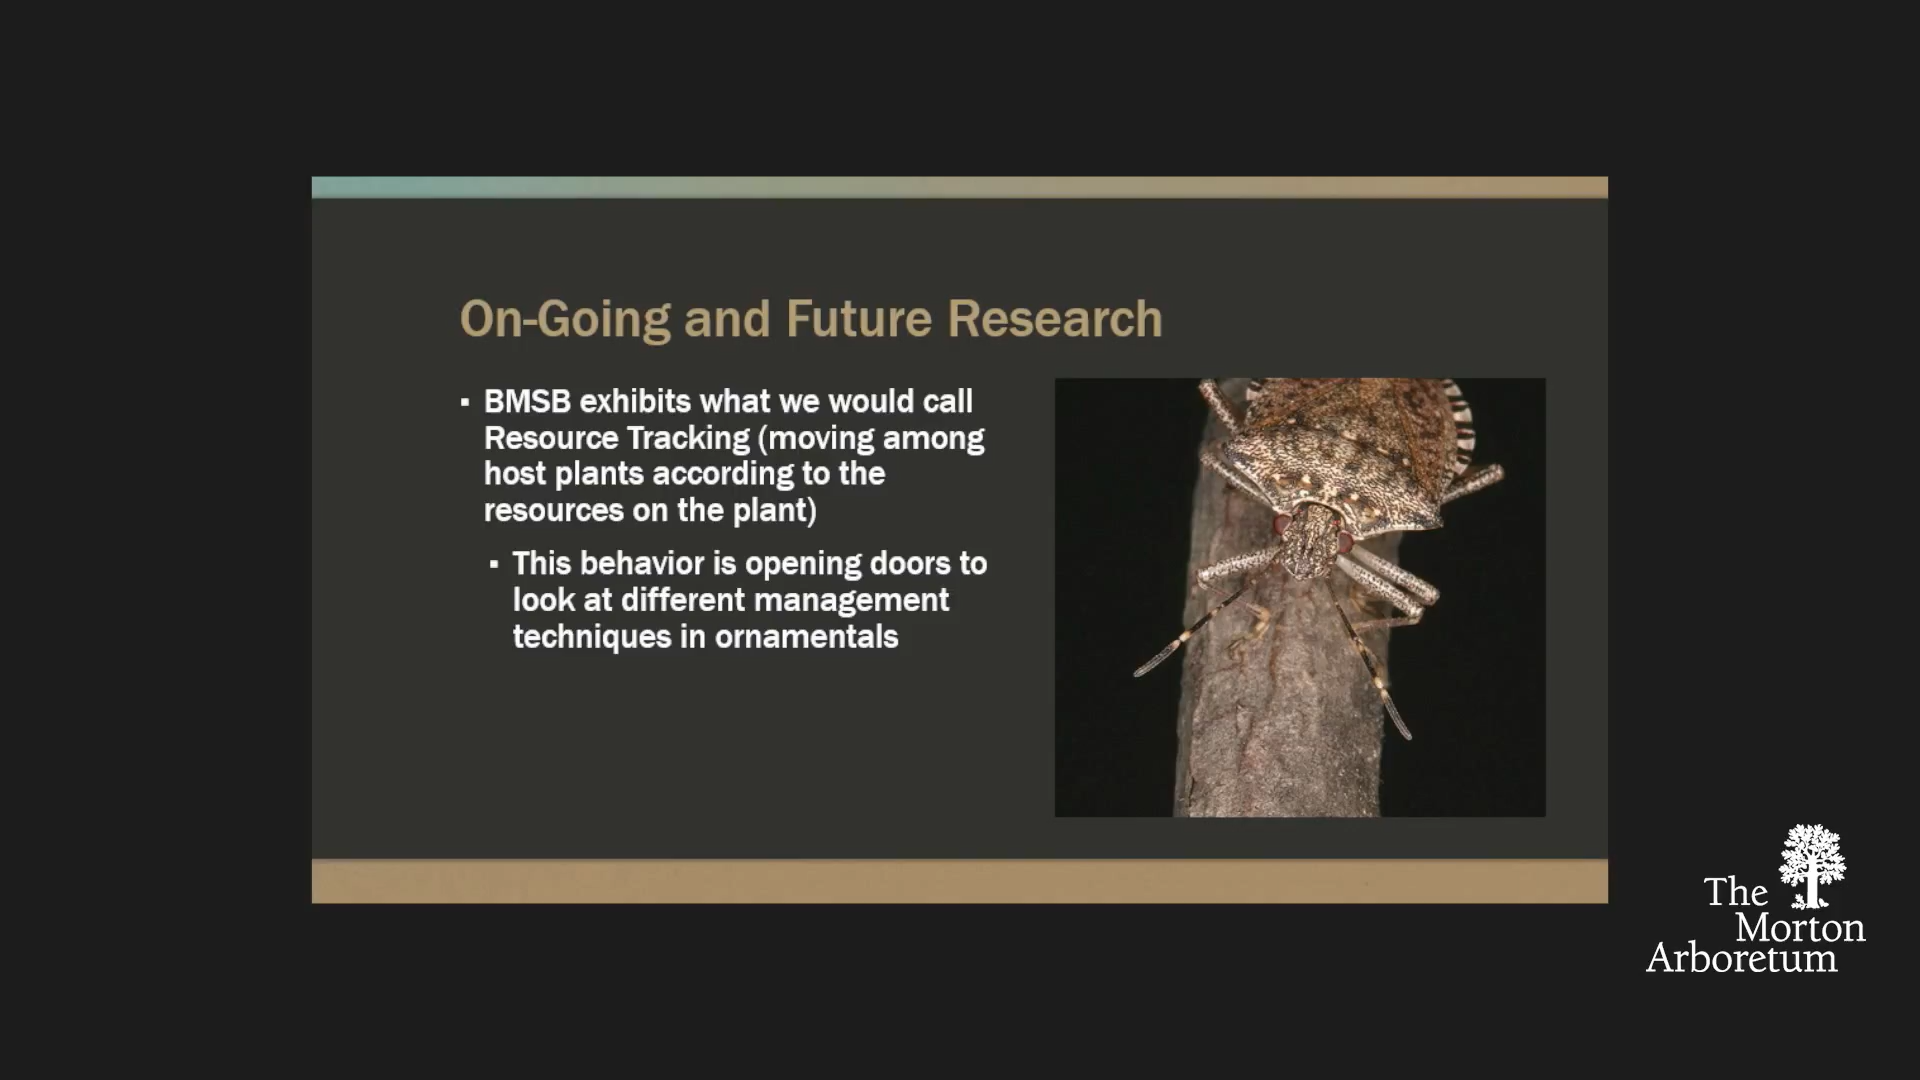 On-Going and Future Research
▪ BMSB exhibits what we would call
Resource Tracking (moving among
host plants according to the
resources on the plant)
▪ This behavior is opening doors to
look at different management
techniques in ornamentals
The
Morton
Arboretum